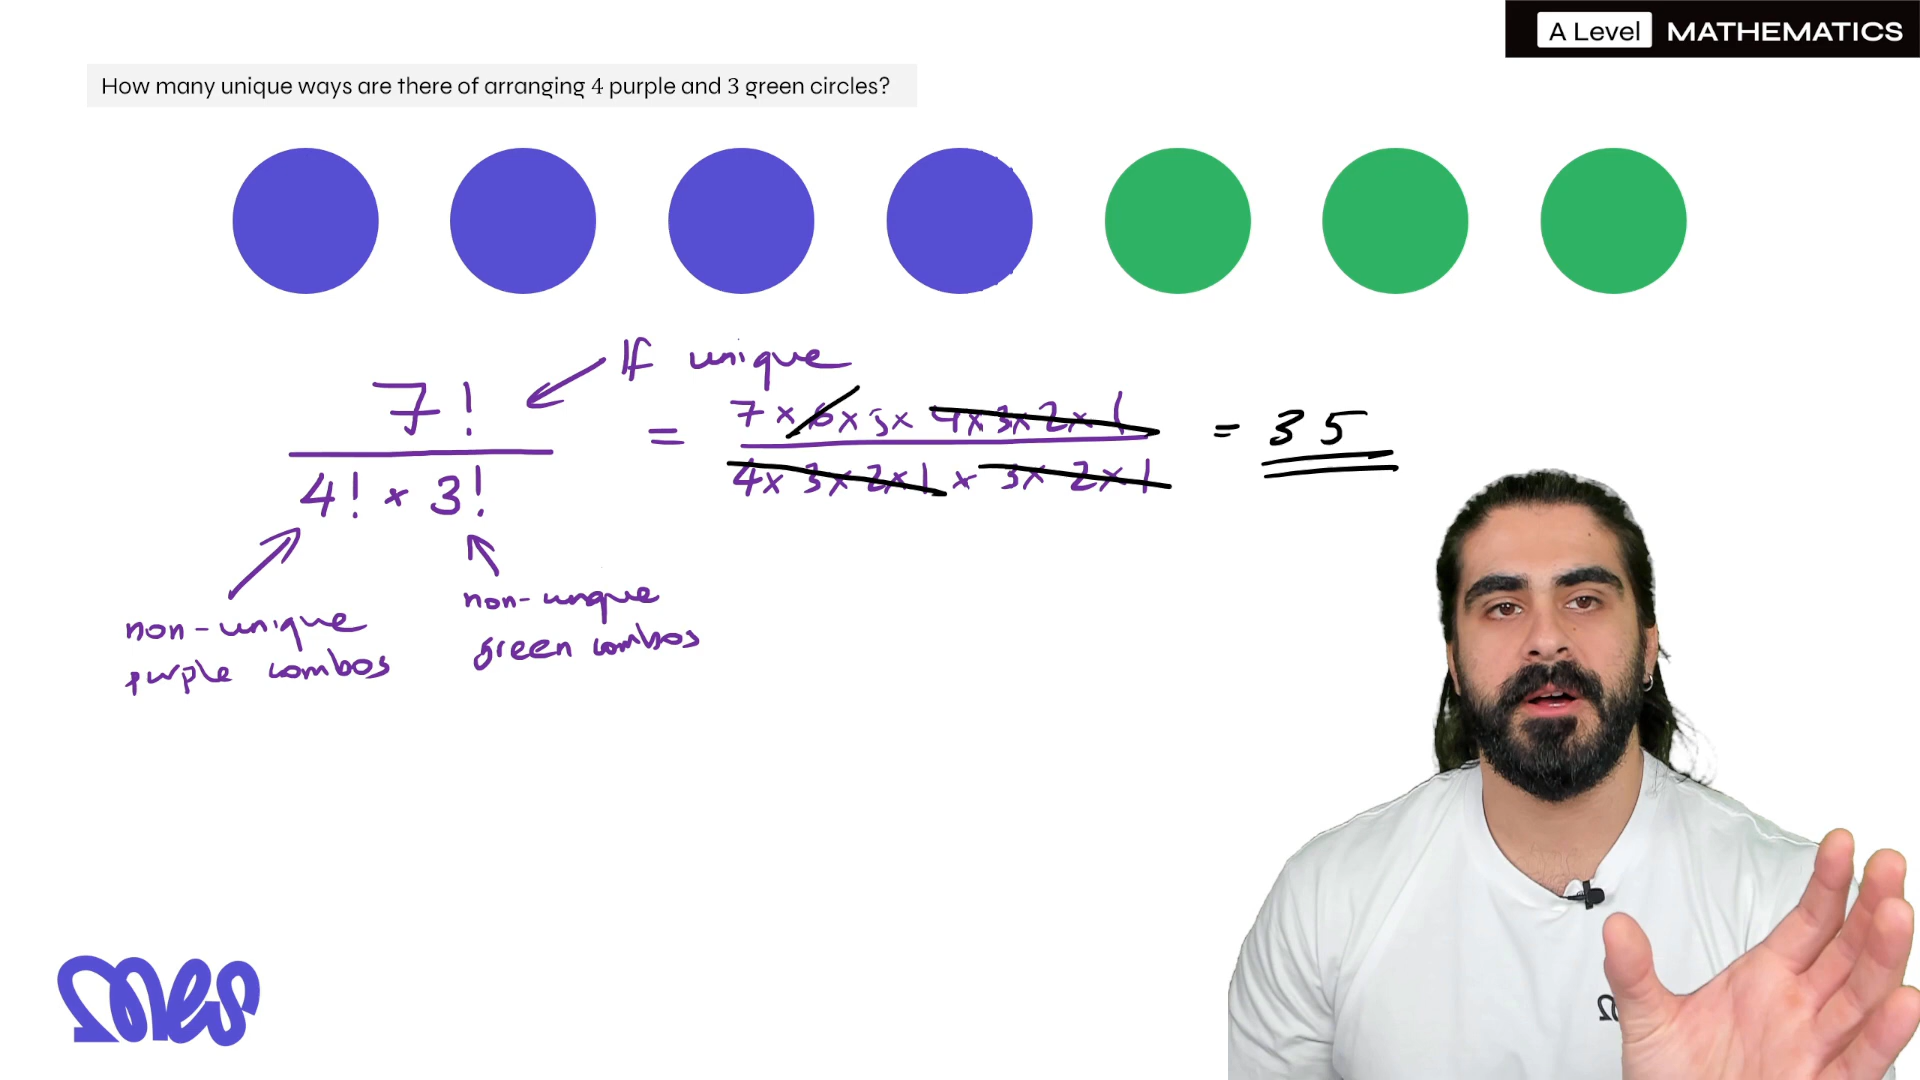 A Level MATHEMATICS
How many unique ways are there of arranging 4 purple and 3 green circles?
If unique
7!
4! × 3!
= 7 × 6 × 5 × 4 × 3 × 2 × 1
4 × 3 × 2 × 1 × 3 × 2 × 1
= 35
non-unique
purple combos
non-unque
green combos
mes